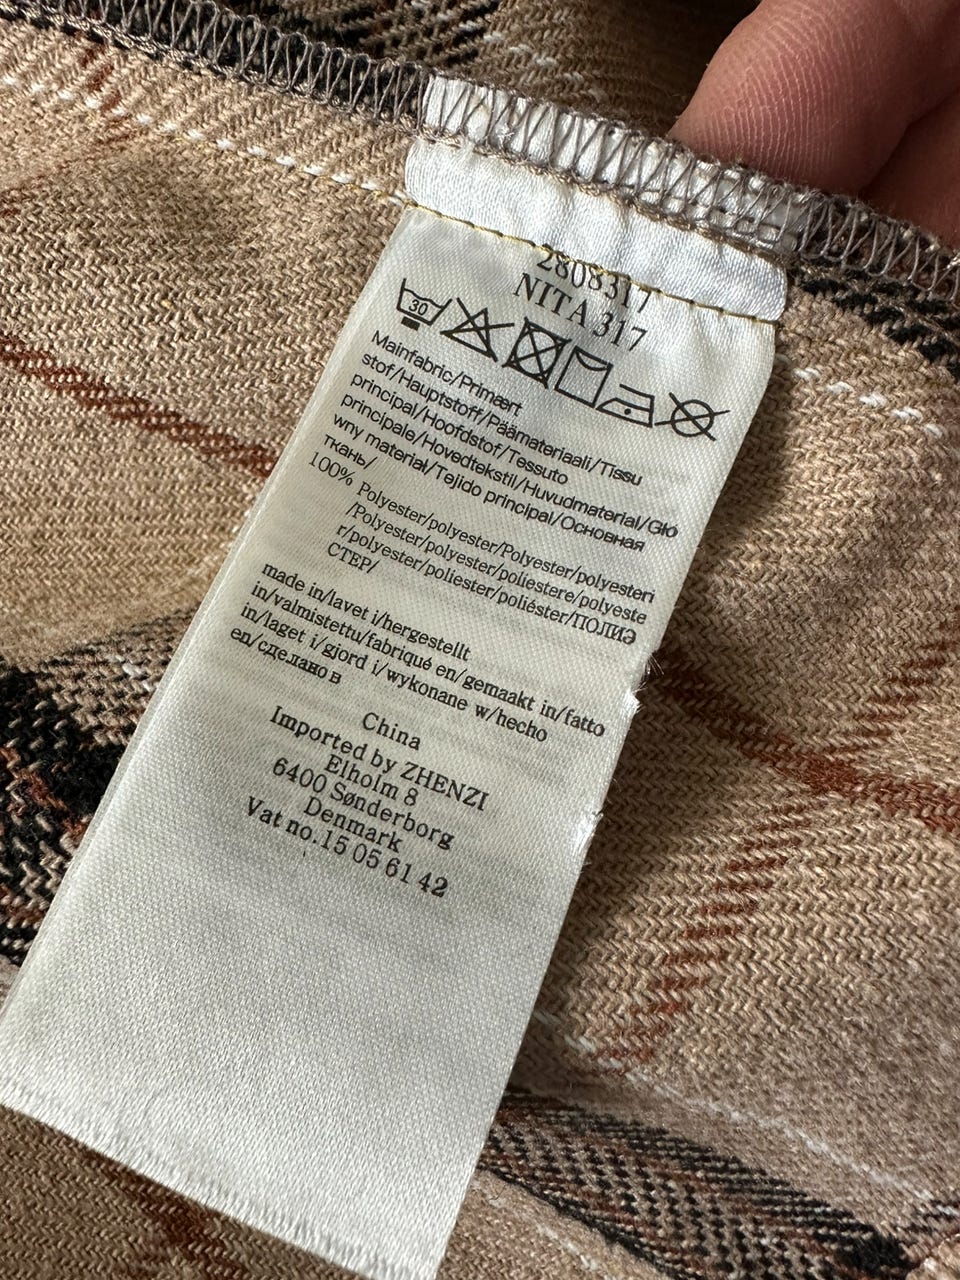 2808317
NITA 317
30
Mainfabric/Primært
stof/Hauptstoff/Päämateriaali/Tissu
principal/Hoofdstof/Tessuto
principale/Hovedtekstil/Huvudmaterial/Głó
wny materiał/Tejido principal/Основная
ткань/
100% Polyester/polyester/Polyester/polyesteri
/Polyester/polyester/poliestere/polyeste
r/polyester/poliester/poliéster/ПОЛИЭ
СТЕР/
made in/lavet i/hergestellt
in/valmistettu/fabriqué en/gemaakt in/fatto
in/laget i/gjord i/wykonane w/hecho
en/сделано в
China
Imported by ZHENZI
Elholm 8
6400 Sønderborg
Denmark
Vat no.15 05 61 42